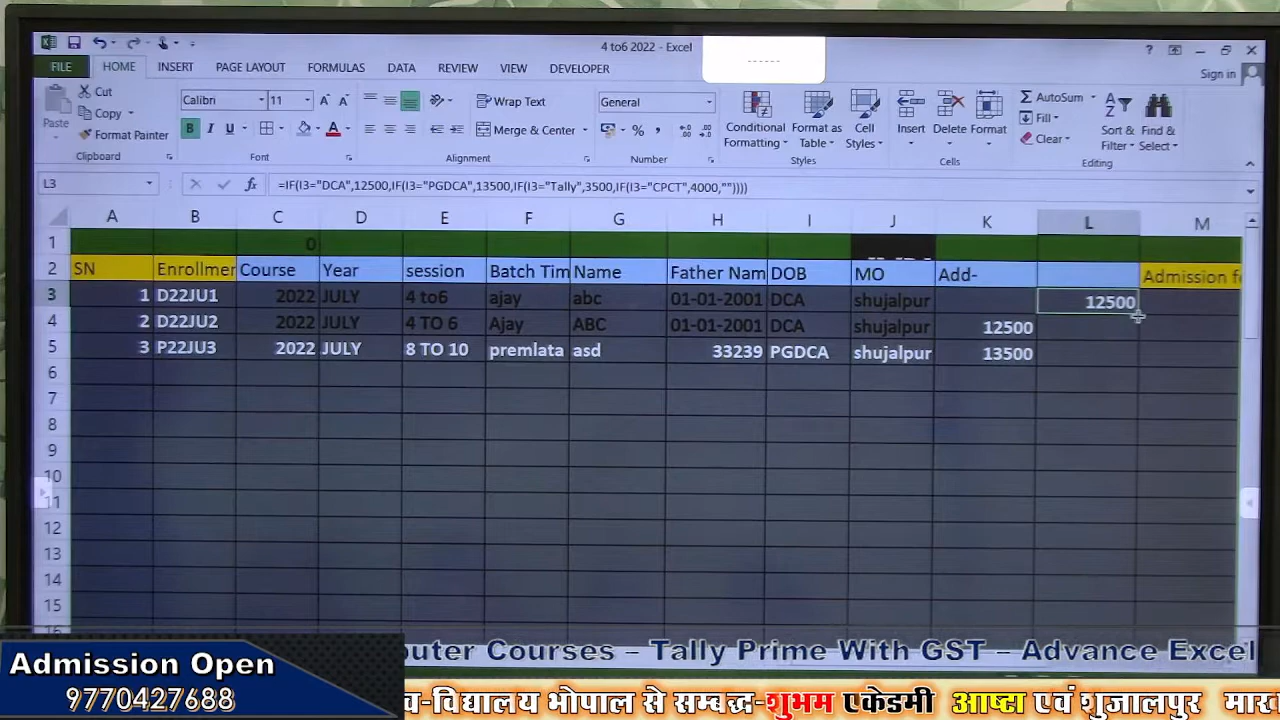 4 to6 2022 - Excel
------
? 
FILE HOME INSERT PAGE LAYOUT FORMULAS DATA REVIEW VIEW DEVELOPER Sign in
Cut
Copy
Format Painter
Paste
Clipboard
Calibri 11
B I U
Font
Wrap Text
Merge & Center
Alignment
General
%
Number
Conditional Formatting
Format as Table
Cell Styles
Styles
Insert Delete Format
Cells
AutoSum
Fill
Clear
Sort & Filter
Find & Select
Editing
L3 fx =IF(I3="DCA",12500,IF(I3="PGDCA",13500,IF(I3="Tally",3500,IF(I3="CPCT",4000,""))))
A B C D E F G H I J K L M
1 0
2 SN Enrollmer Course Year session Batch Tim Name Father Nam DOB MO Add- Admission f
3 1 D22JU1 2022 JULY 4 to6 ajay abc 01-01-2001 DCA shujalpur 12500
4 2 D22JU2 2022 JULY 4 TO 6 Ajay ABC 01-01-2001 DCA shujalpur 12500
5 3 P22JU3 2022 JULY 8 TO 10 premlata asd 33239 PGDCA shujalpur 13500
6
7
8
9
10
11
12
13
14
15
Admission Open
9770427688
puter Courses – Tally Prime With GST – Advance Excel
व-विद्यालय भोपाल से सम्बद्ध-शुभम एकेडमी आष्टा एवं शुजालपुर माख